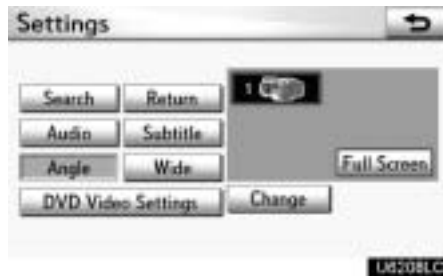 Settings
1
Search Return
Audio Subtitle
Angle Wide Full Screen
DVD Video Settings Change
U6208LC